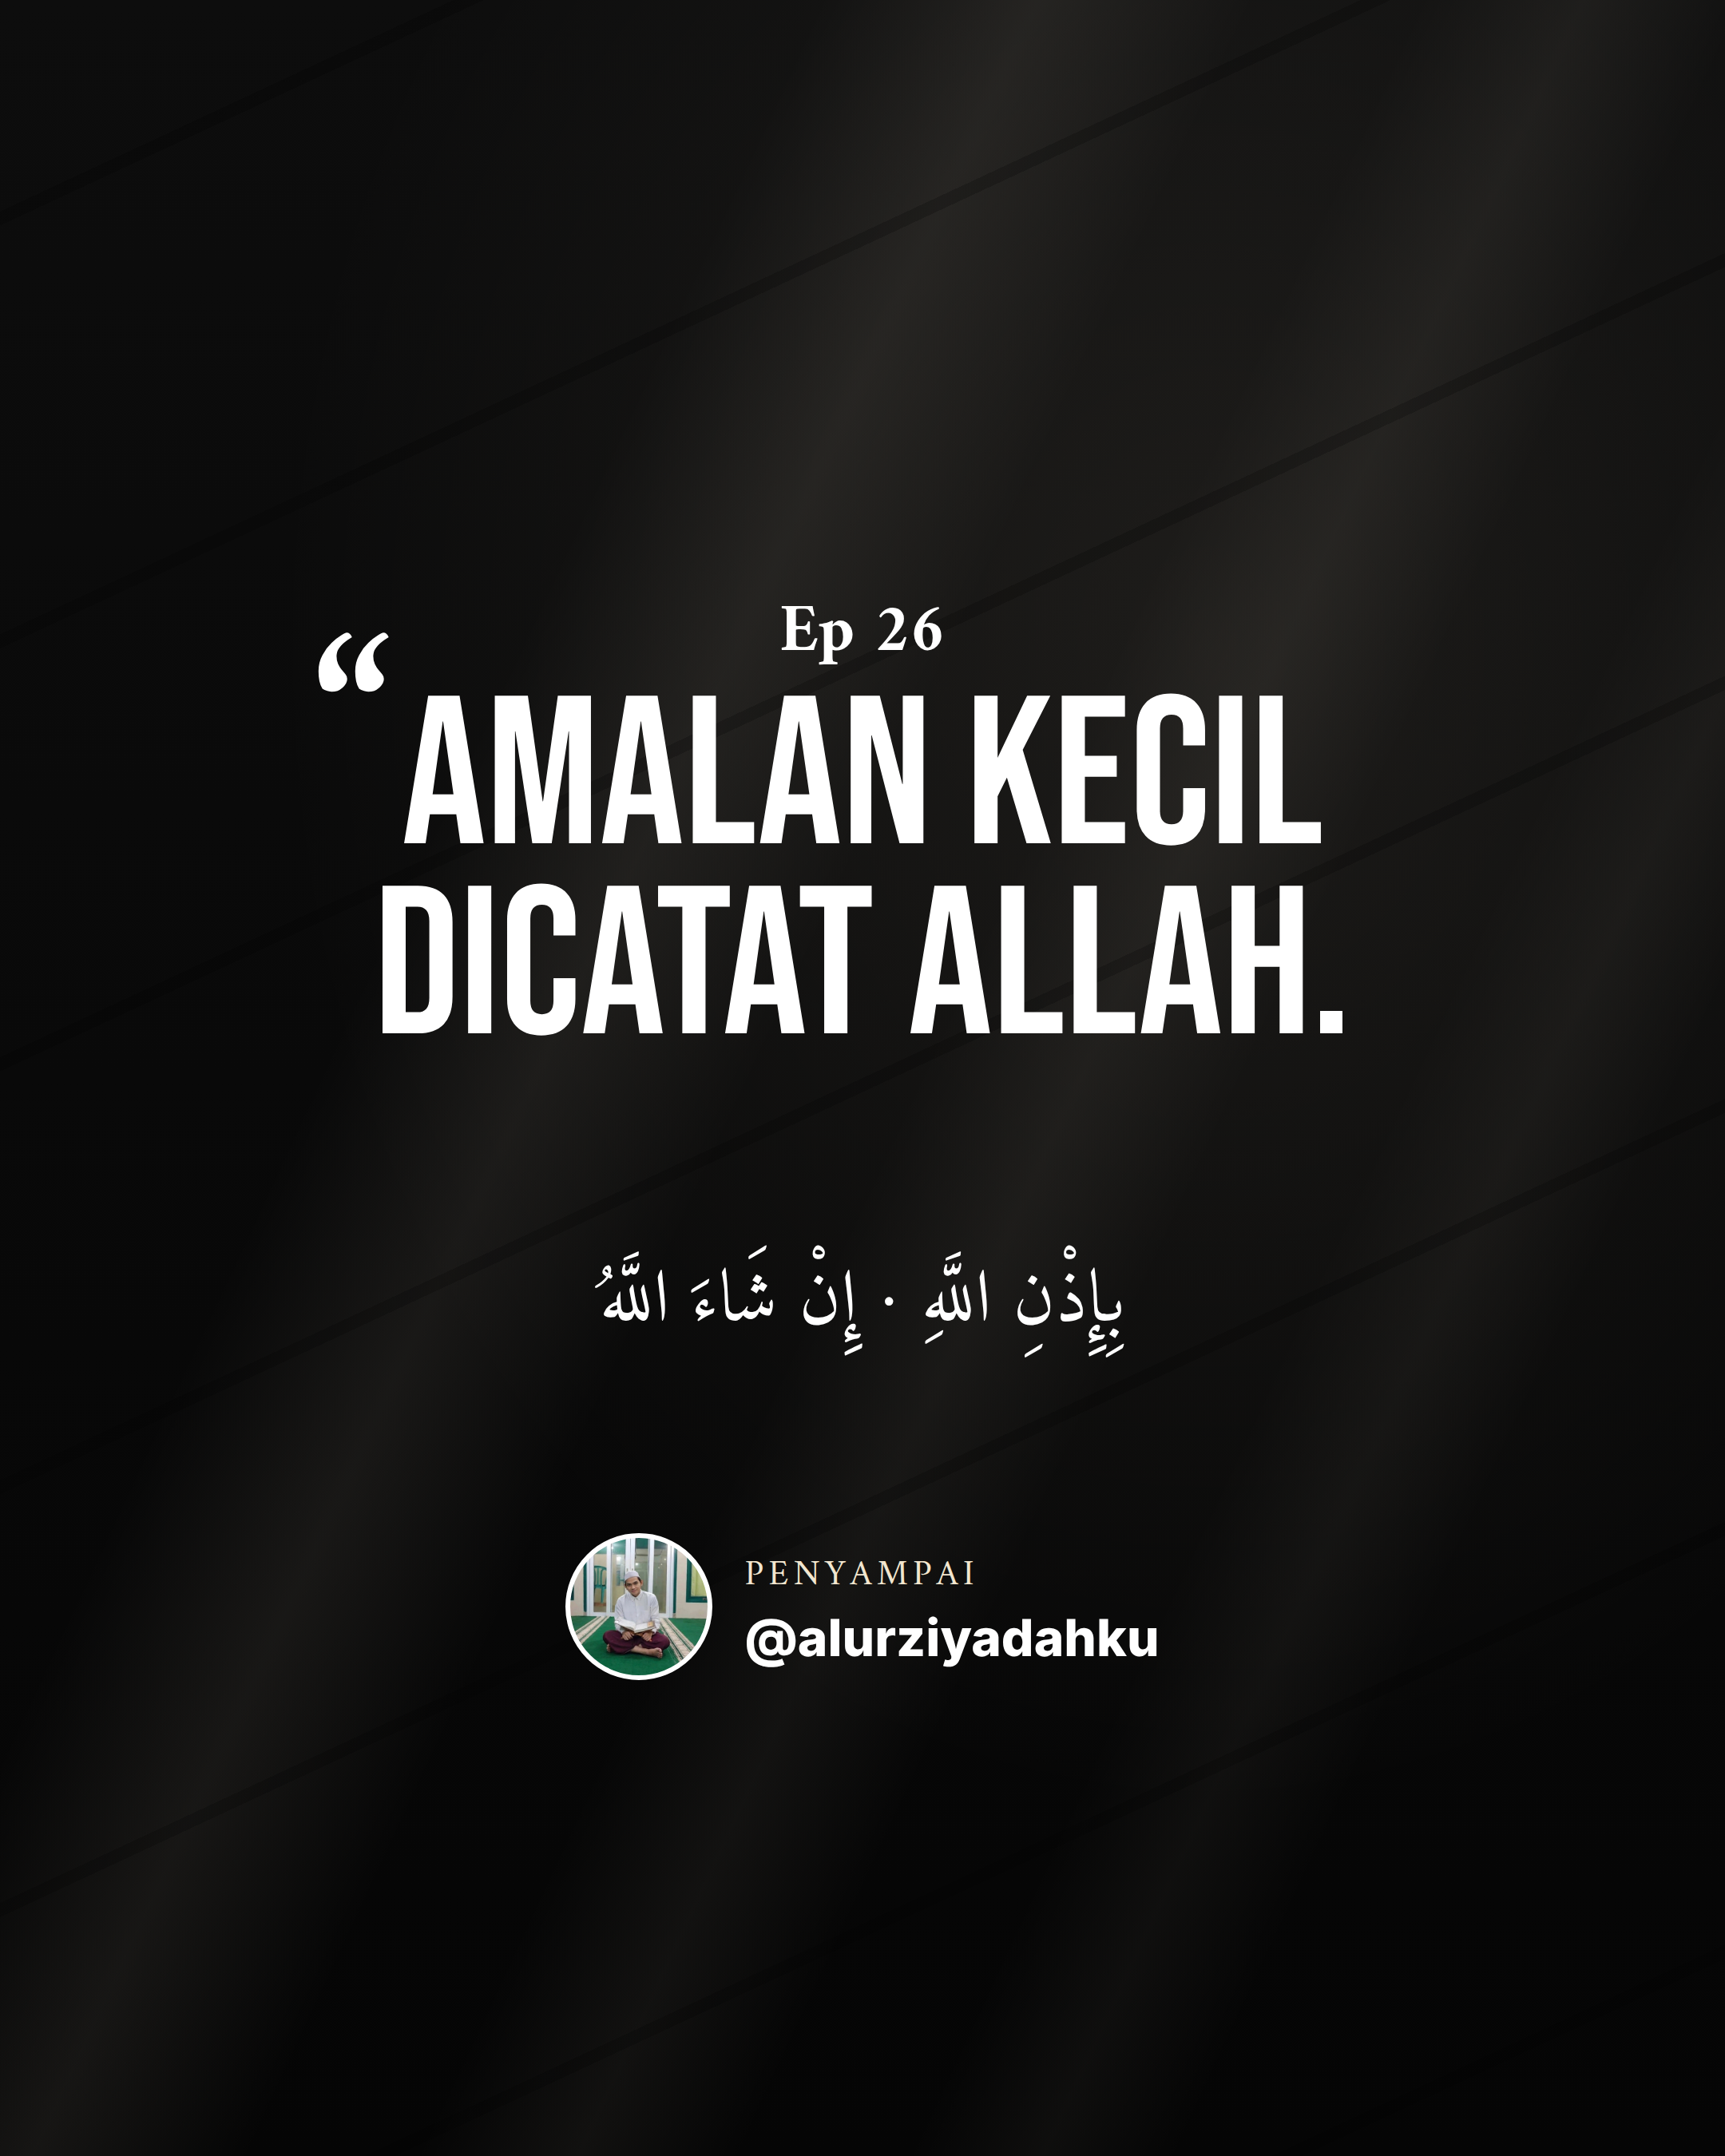 Ep 26
“AMALAN KECIL
DICATAT ALLAH.
بِإِذْنِ اللَّهِ · إِنْ شَاءَ اللَّهُ
PENYAMPAI
@alurziyadahku